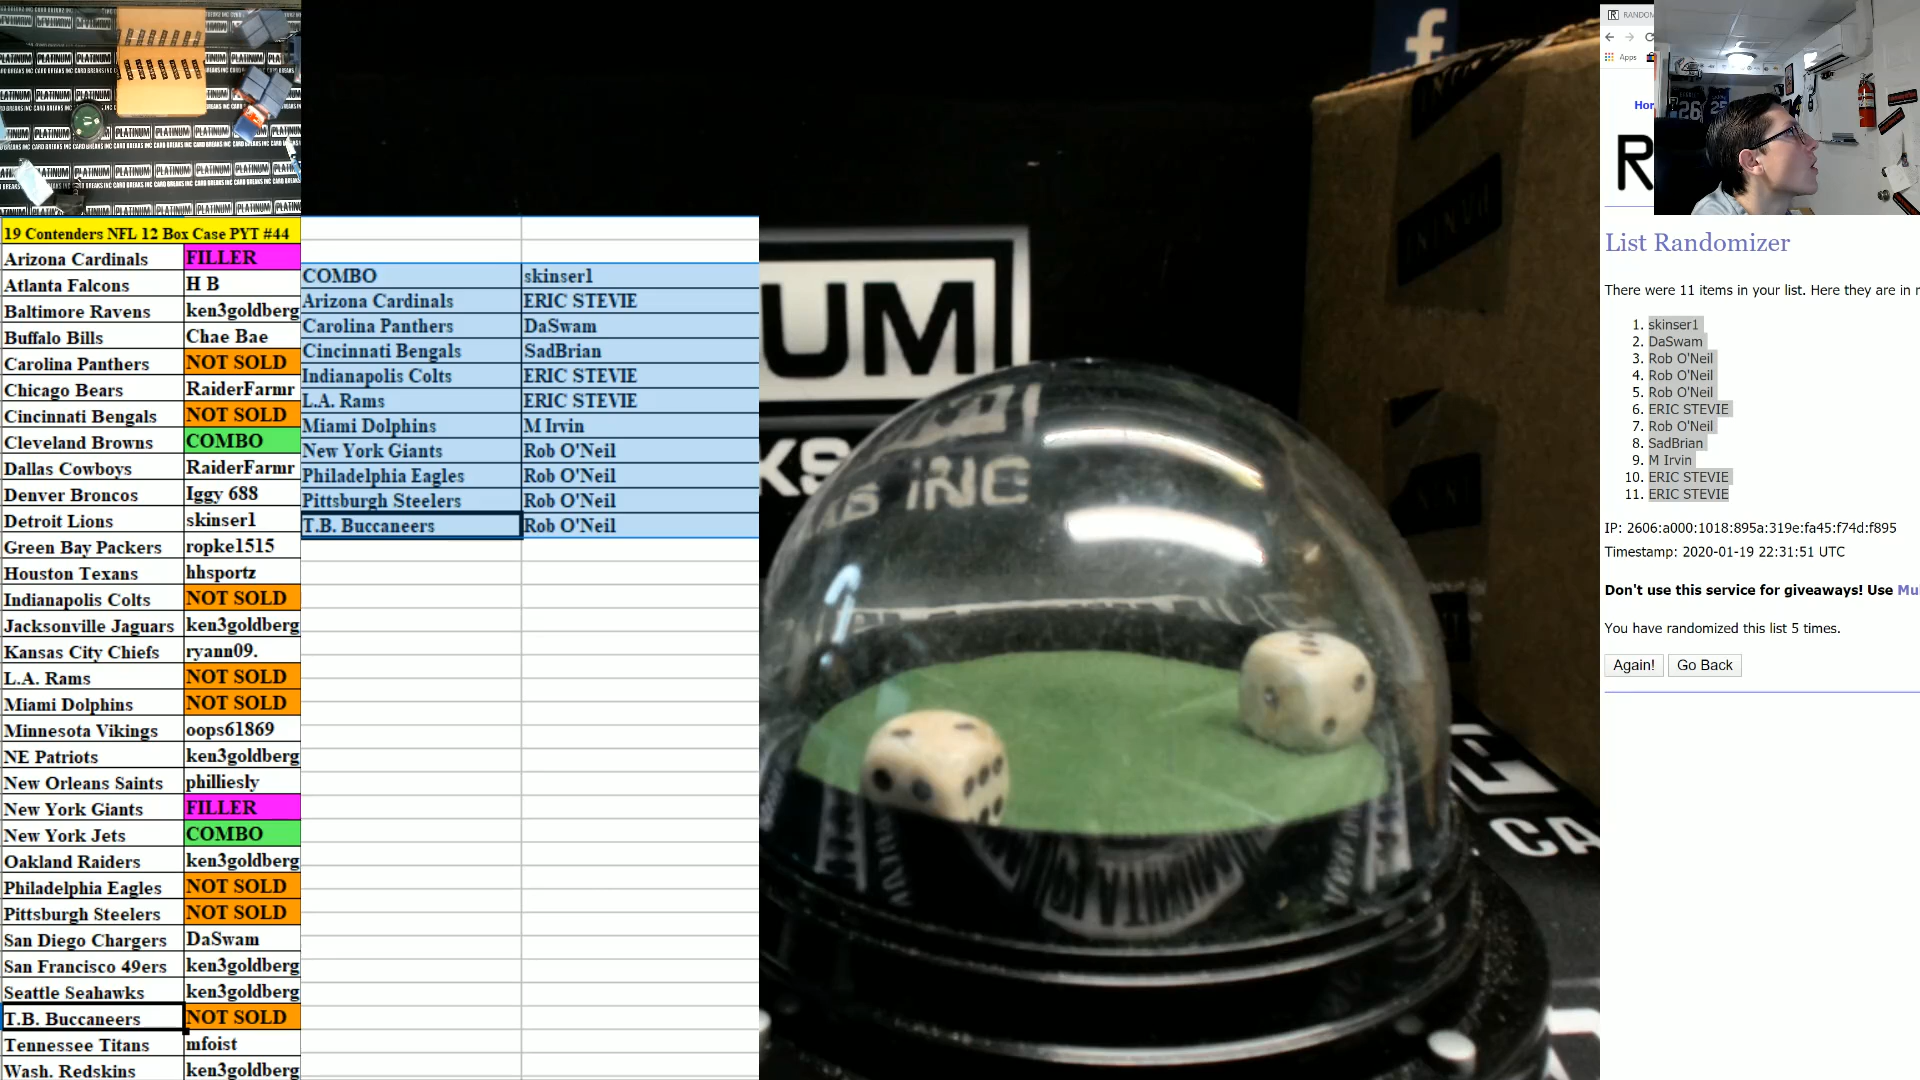 19 Contenders NFL 12 Box Case PYT #44
Arizona Cardinals FILLER
Atlanta Falcons H B
Baltimore Ravens ken3goldberg
Buffalo Bills Chae Bae
Carolina Panthers NOT SOLD
Chicago Bears RaiderFarmr
Cincinnati Bengals NOT SOLD
Cleveland Browns COMBO
Dallas Cowboys RaiderFarmr
Denver Broncos Iggy 688
Detroit Lions skinser1
Green Bay Packers ropke1515
Houston Texans hhsportz
Indianapolis Colts NOT SOLD
Jacksonville Jaguars ken3goldberg
Kansas City Chiefs ryann09.
L.A. Rams NOT SOLD
Miami Dolphins NOT SOLD
Minnesota Vikings oops61869
NE Patriots ken3goldberg
New Orleans Saints philliesly
New York Giants FILLER
New York Jets COMBO
Oakland Raiders ken3goldberg
Philadelphia Eagles NOT SOLD
Pittsburgh Steelers NOT SOLD
San Diego Chargers DaSwam
San Francisco 49ers ken3goldberg
Seattle Seahawks ken3goldberg
T.B. Buccaneers NOT SOLD
Tennessee Titans mfoist
Wash. Redskins ken3goldberg
COMBO skinser1
Arizona Cardinals ERIC STEVIE
Carolina Panthers DaSwam
Cincinnati Bengals SadBrian
Indianapolis Colts ERIC STEVIE
L.A. Rams ERIC STEVIE
Miami Dolphins M Irvin
New York Giants Rob O'Neil
Philadelphia Eagles Rob O'Neil
Pittsburgh Steelers Rob O'Neil
T.B. Buccaneers Rob O'Neil
UM
KS INC
R RANDOM
Apps
Hor
R
List Randomizer
There were 11 items in your list. Here they are in r
1. skinser1
2. DaSwam
3. Rob O'Neil
4. Rob O'Neil
5. Rob O'Neil
6. ERIC STEVIE
7. Rob O'Neil
8. SadBrian
9. M Irvin
10. ERIC STEVIE
11. ERIC STEVIE
IP: 2606:a000:1018:895a:319e:fa45:f74d:f895
Timestamp: 2020-01-19 22:31:51 UTC
Don't use this service for giveaways! Use Mu
You have randomized this list 5 times.
Again! Go Back